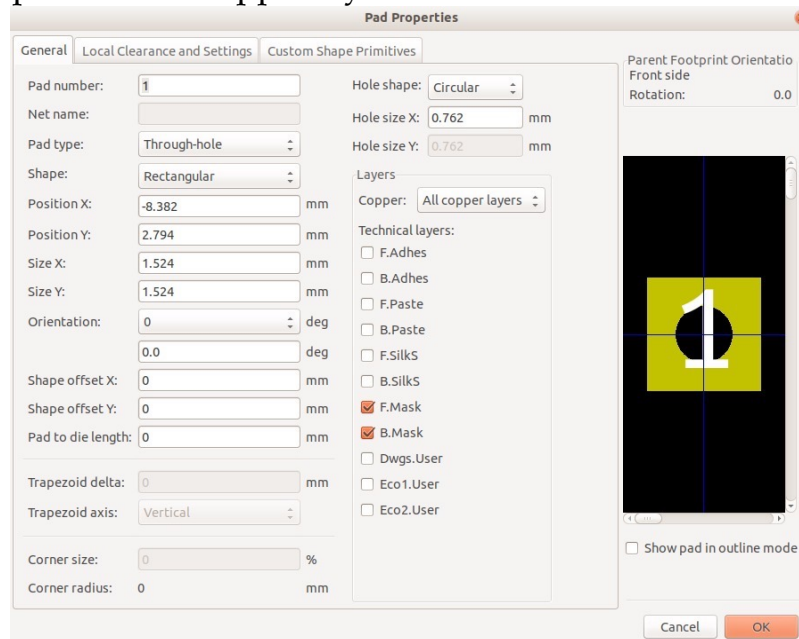 Pad Properties
General Local Clearance and Settings Custom Shape Primitives
Pad number: 1
Net name:
Pad type: Through-hole
Shape: Rectangular
Position X: -8.382 mm
Position Y: 2.794 mm
Size X: 1.524 mm
Size Y: 1.524 mm
Orientation: 0 deg
0.0 deg
Shape offset X: 0 mm
Shape offset Y: 0 mm
Pad to die length: 0 mm
Trapezoid delta: 0 mm
Trapezoid axis: Vertical
Corner size: 0 %
Corner radius: 0 mm
Hole shape: Circular
Hole size X: 0.762 mm
Hole size Y: 0.762 mm
Layers
Copper: All copper layers
Technical layers:
F.Adhes
B.Adhes
F.Paste
B.Paste
F.SilkS
B.SilkS
F.Mask
B.Mask
Dwgs.User
Eco1.User
Eco2.User
Parent Footprint Orientatio
Front side
Rotation: 0.0
1
Show pad in outline mode
Cancel OK